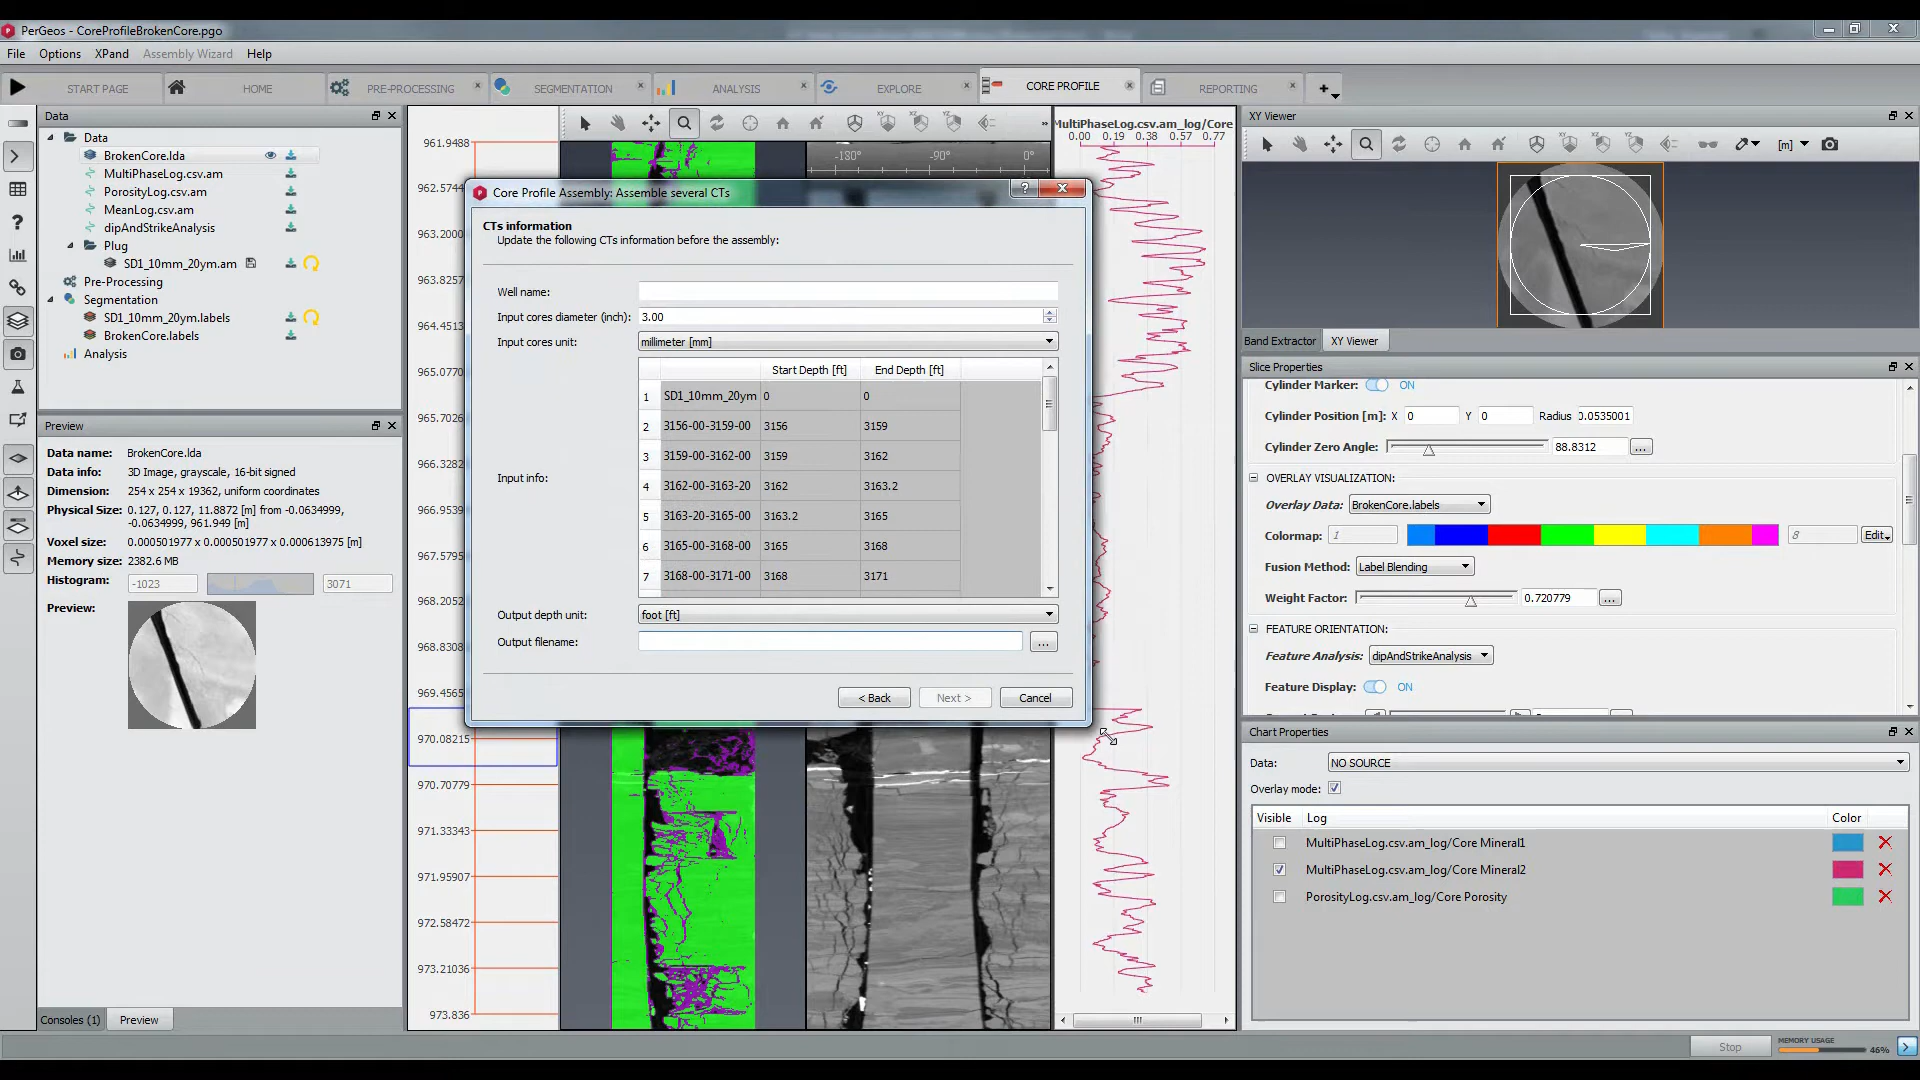 PerGeos - CoreProfileBrokenCore.pgo
File Options XPand Assembly Wizard Help
START PAGE HOME PRE-PROCESSING SEGMENTATION ANALYSIS EXPLORE CORE PROFILE REPORTING
Data
Data
BrokenCore.lda
MultiPhaseLog.csv.am
PorosityLog.csv.am
MeanLog.csv.am
dipAndStrikeAnalysis
Plug
SD1_10mm_20ym.am
Pre-Processing
Segmentation
SD1_10mm_20ym.labels
BrokenCore.labels
Analysis
Preview
Data name: BrokenCore.lda
Data info: 3D Image, grayscale, 16-bit signed
Dimension: 254 x 254 x 19362, uniform coordinates
Physical Size: 0.127, 0.127, 11.8872 [m] from -0.0634999,
-0.0634999, 961.949 [m]
Voxel size: 0.000501977 x 0.000501977 x 0.000613975 [m]
Memory size: 2382.6 MB
Histogram: -1023 3071
Preview:
Consoles (1) Preview
961.9488
962.5744
963.2000
963.8257
964.4513
965.0770
965.7026
966.3282
966.9539
967.5795
968.2052
968.8308
969.4565
970.08215
970.70779
971.33343
971.95907
972.58472
973.21036
973.836
-180° -90° 0°
MultiPhaseLog.csv.am_log/Core
0.00 0.19 0.38 0.57 0.77
Core Profile Assembly: Assemble several CTs
CTs information
Update the following CTs information before the assembly:
Well name:
Input cores diameter (inch): 3.00
Input cores unit: millimeter [mm]
Input info:
Start Depth [ft] End Depth [ft]
1 SD1_10mm_20ym 0 0
2 3156-00-3159-00 3156 3159
3 3159-00-3162-00 3159 3162
4 3162-00-3163-20 3162 3163.2
5 3163-20-3165-00 3163.2 3165
6 3165-00-3168-00 3165 3168
7 3168-00-3171-00 3168 3171
Output depth unit: foot [ft]
Output filename:
...
< Back Next > Cancel
XY Viewer
XY XZ YZ [m]
Band Extractor XY Viewer
Slice Properties
Cylinder Marker: ON
Cylinder Position [m]: X 0 Y 0 Radius 0.0535001
Cylinder Zero Angle: 88.8312 ...
OVERLAY VISUALIZATION:
Overlay Data: BrokenCore.labels
Colormap: 1 8 Edit
Fusion Method: Label Blending
Weight Factor: 0.720779 ...
FEATURE ORIENTATION:
Feature Analysis: dipAndStrikeAnalysis
Feature Display: ON
Chart Properties
Data: NO SOURCE
Overlay mode:
Visible Log Color
MultiPhaseLog.csv.am_log/Core Mineral1
MultiPhaseLog.csv.am_log/Core Mineral2
PorosityLog.csv.am_log/Core Porosity
Stop MEMORY USAGE 46%